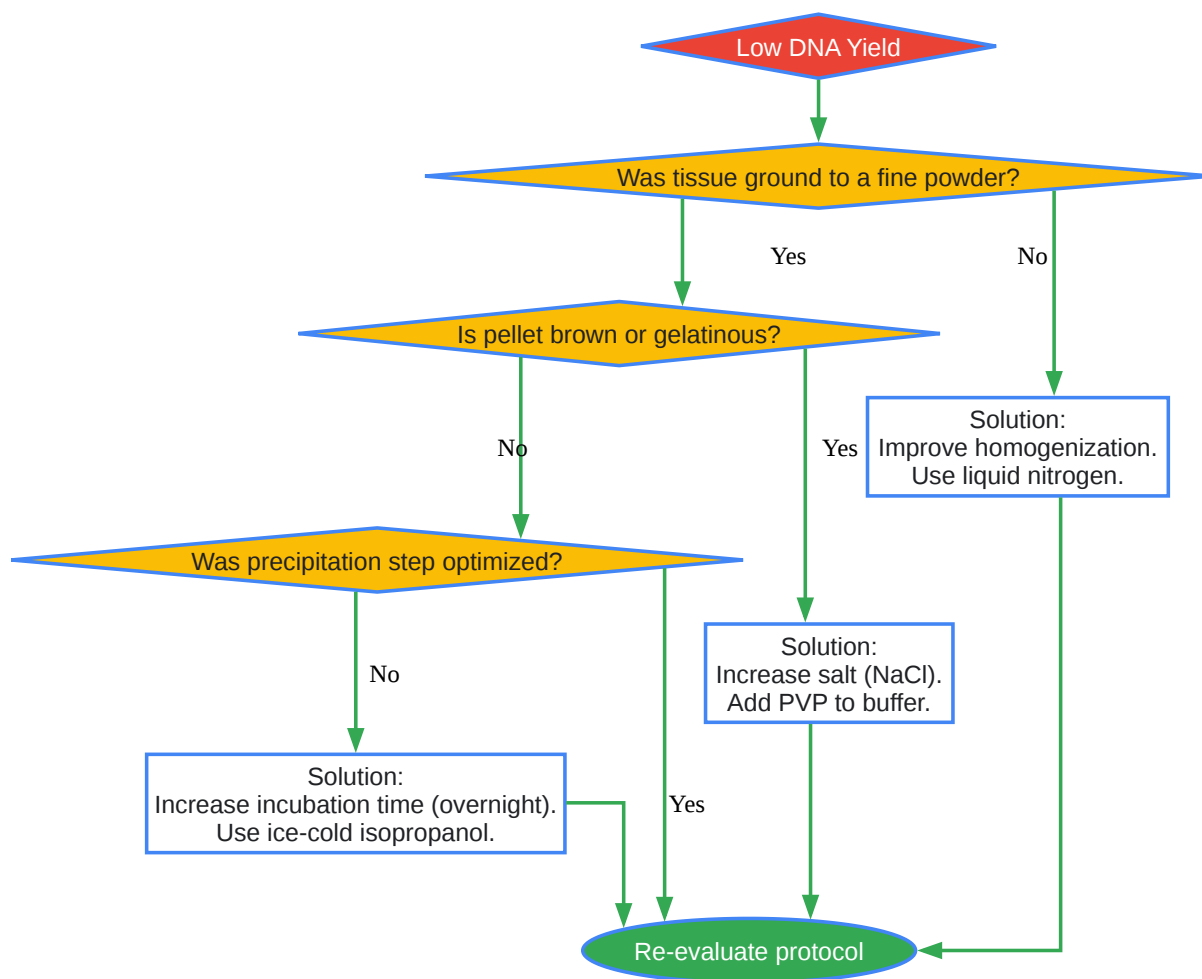 Low DNA Yield
Was tissue ground to a fine powder?
Yes
No
Is pellet brown or gelatinous?
Solution:
Improve homogenization.
Use liquid nitrogen.
No
Yes
Was precipitation step optimized?
Solution:
Increase salt (NaCl).
Add PVP to buffer.
No
Solution:
Increase incubation time (overnight).
Use ice-cold isopropanol.
Yes
Re-evaluate protocol